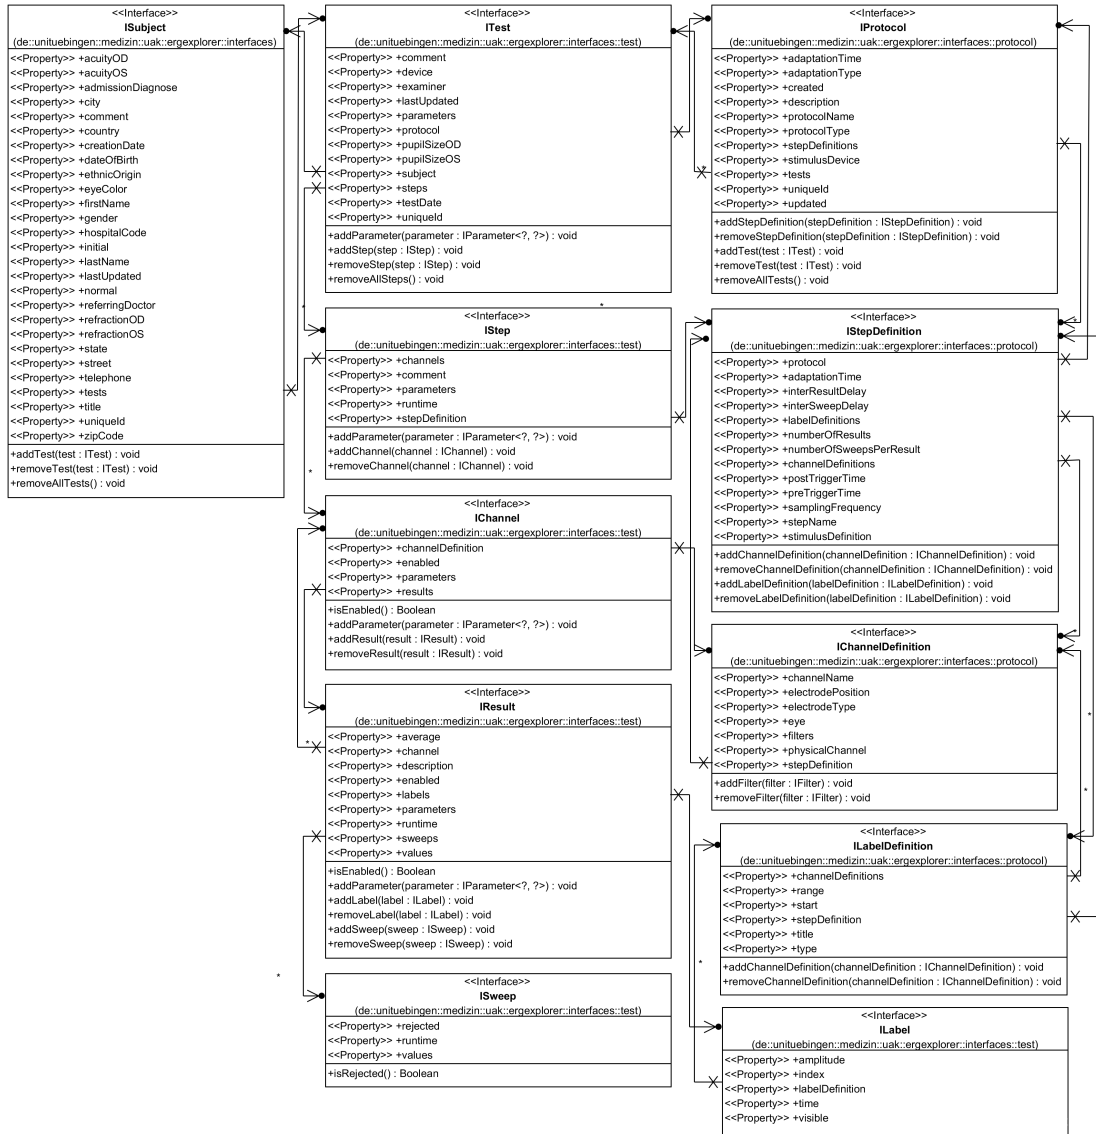 <<Interface>>
ISubject
(de::unituebingen::medizin::uak::ergexplorer::interfaces)
<<Property>> +acuityOD
<<Property>> +acuityOS
<<Property>> +admissionDiagnose
<<Property>> +city
<<Property>> +comment
<<Property>> +country
<<Property>> +creationDate
<<Property>> +dateOfBirth
<<Property>> +ethnicOrigin
<<Property>> +eyeColor
<<Property>> +firstName
<<Property>> +gender
<<Property>> +hospitalCode
<<Property>> +initial
<<Property>> +lastName
<<Property>> +lastUpdated
<<Property>> +normal
<<Property>> +referringDoctor
<<Property>> +refractionOD
<<Property>> +refractionOS
<<Property>> +state
<<Property>> +street
<<Property>> +telephone
<<Property>> +tests
<<Property>> +title
<<Property>> +uniqueId
<<Property>> +zipCode
+addTest(test : ITest) : void
+removeTest(test : ITest) : void
+removeAllTests() : void
<<Interface>>
ITest
(de::unituebingen::medizin::uak::ergexplorer::interfaces::test)
<<Property>> +comment
<<Property>> +device
<<Property>> +examiner
<<Property>> +lastUpdated
<<Property>> +parameters
<<Property>> +protocol
<<Property>> +pupilSizeOD
<<Property>> +pupilSizeOS
<<Property>> +subject
<<Property>> +steps
<<Property>> +testDate
<<Property>> +uniqueId
+addParameter(parameter : IParameter<?, ?>) : void
+addStep(step : IStep) : void
+removeStep(step : IStep) : void
+removeAllSteps() : void
*
*
<<Interface>>
IStep
(de::unituebingen::medizin::uak::ergexplorer::interfaces::test)
<<Property>> +channels
<<Property>> +comment
<<Property>> +parameters
<<Property>> +runtime
<<Property>> +stepDefinition
+addParameter(parameter : IParameter<?, ?>) : void
+addChannel(channel : IChannel) : void
+removeChannel(channel : IChannel) : void
*
<<Interface>>
IChannel
(de::unituebingen::medizin::uak::ergexplorer::interfaces::test)
<<Property>> +channelDefinition
<<Property>> +enabled
<<Property>> +parameters
<<Property>> +results
+isEnabled() : Boolean
+addParameter(parameter : IParameter<?, ?>) : void
+addResult(result : IResult) : void
+removeResult(result : IResult) : void
<<Interface>>
IResult
(de::unituebingen::medizin::uak::ergexplorer::interfaces::test)
*
<<Property>> +average
<<Property>> +channel
<<Property>> +description
<<Property>> +enabled
<<Property>> +labels
<<Property>> +parameters
<<Property>> +runtime
<<Property>> +sweeps
<<Property>> +values
+isEnabled() : Boolean
+addParameter(parameter : IParameter<?, ?>) : void
+addLabel(label : ILabel) : void
+removeLabel(label : ILabel) : void
+addSweep(sweep : ISweep) : void
+removeSweep(sweep : ISweep) : void
*
<<Interface>>
ISweep
(de::unituebingen::medizin::uak::ergexplorer::interfaces::test)
<<Property>> +rejected
<<Property>> +runtime
<<Property>> +values
+isRejected() : Boolean
<<Interface>>
IProtocol
(de::unituebingen::medizin::uak::ergexplorer::interfaces::protocol)
<<Property>> +adaptationTime
<<Property>> +adaptationType
<<Property>> +created
<<Property>> +description
<<Property>> +protocolName
<<Property>> +protocolType
<<Property>> +stepDefinitions
<<Property>> +stimulusDevice
<<Property>> +tests
<<Property>> +uniqueId
<<Property>> +updated
*
+addStepDefinition(stepDefinition : IStepDefinition) : void
+removeStepDefinition(stepDefinition : IStepDefinition) : void
+addTest(test : ITest) : void
+removeTest(test : ITest) : void
+removeAllTests() : void
<<Interface>>
IStepDefinition
(de::unituebingen::medizin::uak::ergexplorer::interfaces::protocol)
*
<<Property>> +protocol
<<Property>> +adaptationTime
<<Property>> +interResultDelay
<<Property>> +interSweepDelay
<<Property>> +labelDefinitions
<<Property>> +numberOfResults
<<Property>> +numberOfSweepsPerResult
<<Property>> +channelDefinitions
<<Property>> +postTriggerTime
<<Property>> +preTriggerTime
<<Property>> +samplingFrequency
<<Property>> +stepName
<<Property>> +stimulusDefinition
+addChannelDefinition(channelDefinition : IChannelDefinition) : void
+removeChannelDefinition(channelDefinition : IChannelDefinition) : void
+addLabelDefinition(labelDefinition : ILabelDefinition) : void
+removeLabelDefinition(labelDefinition : ILabelDefinition) : void
*
<<Interface>>
IChannelDefinition
(de::unituebingen::medizin::uak::ergexplorer::interfaces::protocol)
<<Property>> +channelName
<<Property>> +electrodePosition
<<Property>> +electrodeType
<<Property>> +eye
<<Property>> +filters
<<Property>> +physicalChannel
<<Property>> +stepDefinition
+addFilter(filter : IFilter) : void
+removeFilter(filter : IFilter) : void
*
*
<<Interface>>
ILabelDefinition
(de::unituebingen::medizin::uak::ergexplorer::interfaces::protocol)
<<Property>> +channelDefinitions
<<Property>> +range
<<Property>> +start
<<Property>> +stepDefinition
<<Property>> +title
<<Property>> +type
+addChannelDefinition(channelDefinition : IChannelDefinition) : void
+removeChannelDefinition(channelDefinition : IChannelDefinition) : void
*
<<Interface>>
ILabel
(de::unituebingen::medizin::uak::ergexplorer::interfaces::test)
<<Property>> +amplitude
<<Property>> +index
<<Property>> +labelDefinition
<<Property>> +time
<<Property>> +visible